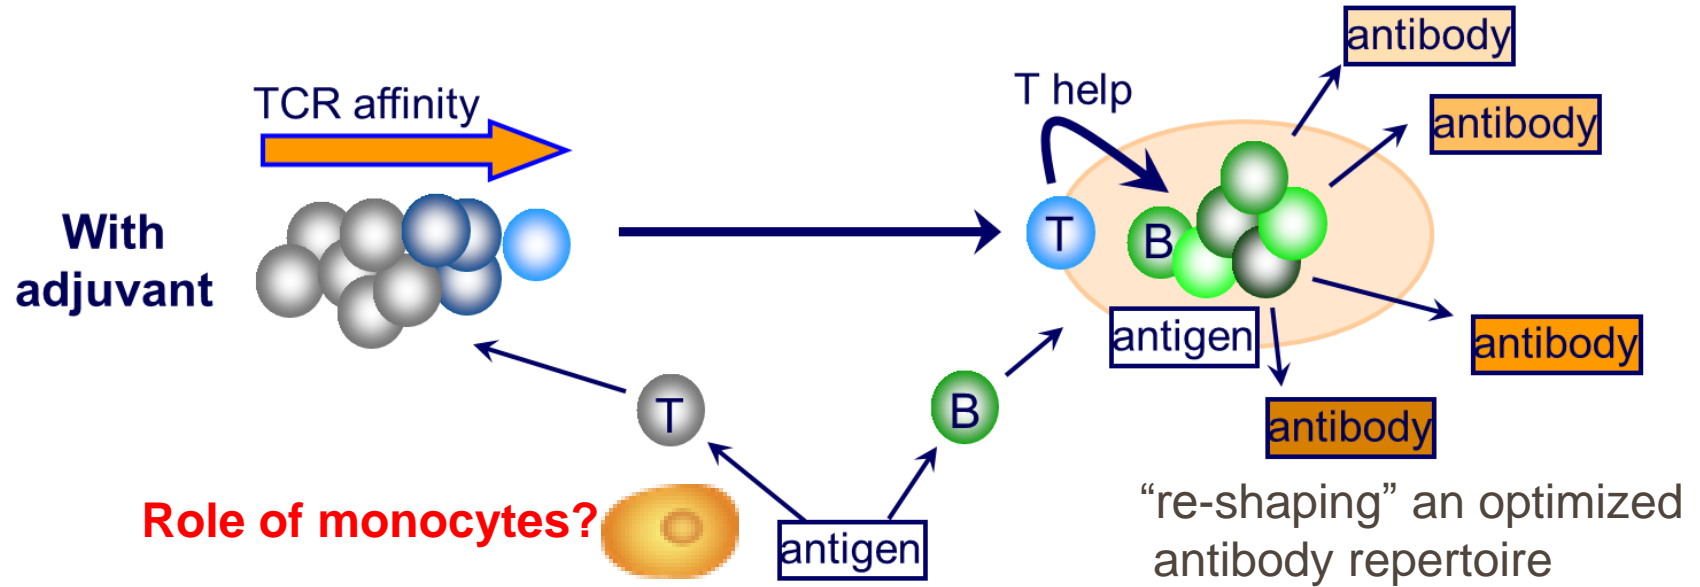 antibody
T help
TCR affinity
antibody
With
adjuvant
T
B
antigen
antibody
T
B
antibody
Role of monocytes?
antigen
“re-shaping” an optimized
antibody repertoire